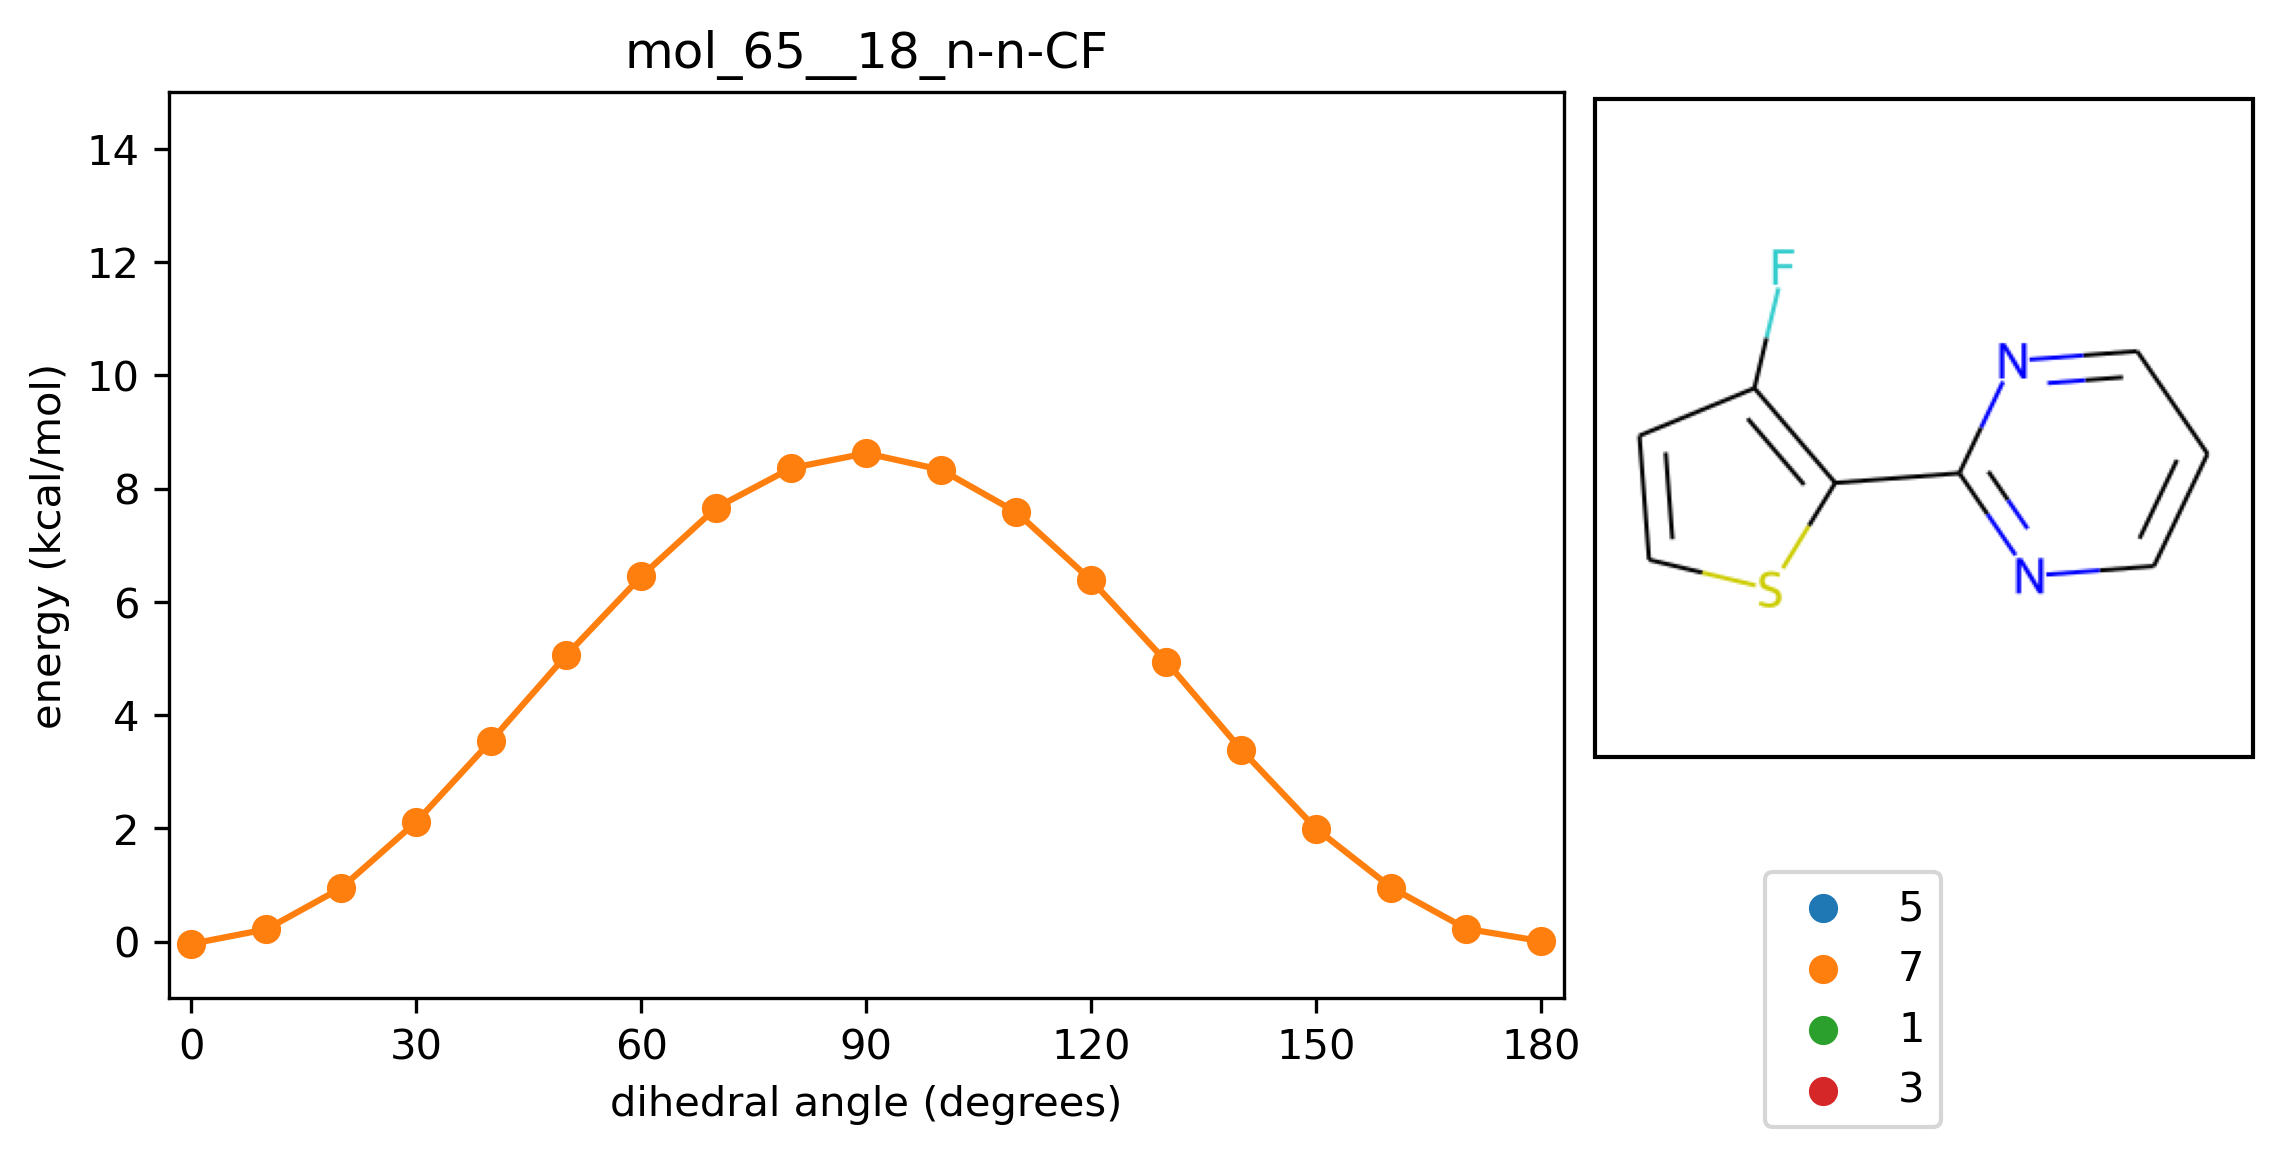 mol_65__18_n-n-CF
14
12
10
8
6
4
2
0
energy (kcal/mol)
0 30 60 90 120 150 180
dihedral angle (degrees)
F
N
N
S
5
7
1
3